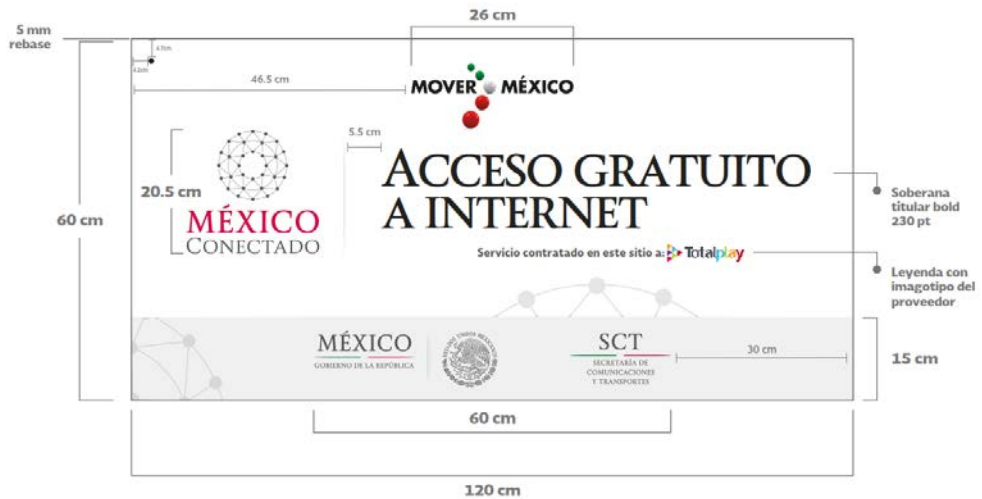 5 mm
rebase
26 cm
46.5 cm
MOVER MÉXICO
5.5 cm
20.5 cm
60 cm
MÉXICO
CONECTADO
ACCESO GRATUITO
A INTERNET
Servicio contratado en este sitio a: Totalplay
Soberana
titular bold
230 pt
Leyenda con
imagotipo del
proveedor
MÉXICO
GOBIERNO DE LA REPÚBLICA
ESTADOS UNIDOS MEXICANOS
SCT
SECRETARÍA DE
COMUNICACIONES
Y TRANSPORTES
30 cm
15 cm
60 cm
120 cm